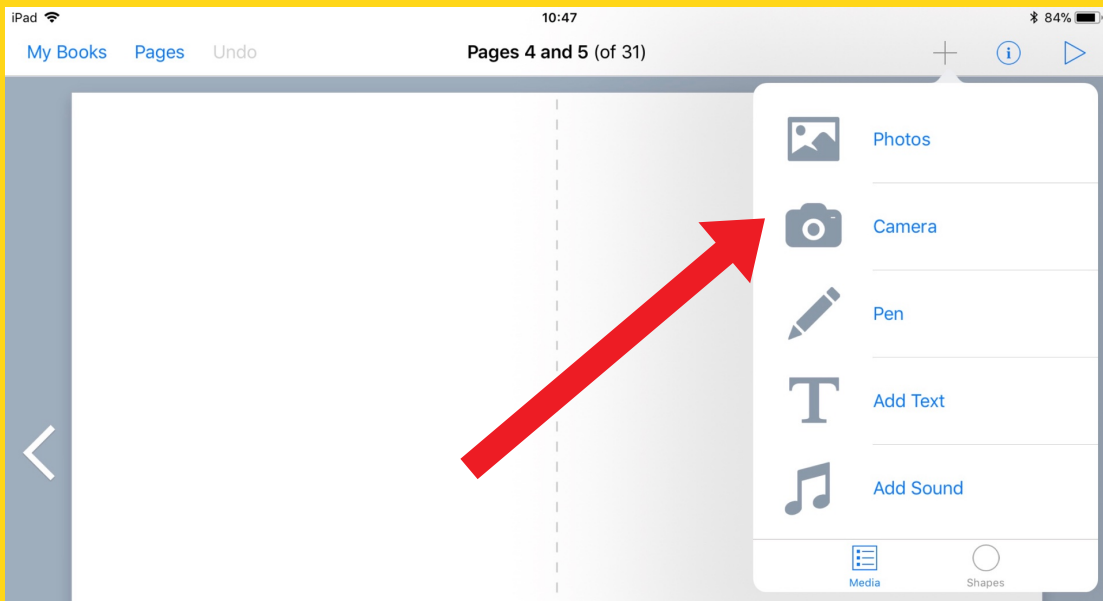 iPad 10:47 84%
My Books Pages Undo Pages 4 and 5 (of 31)
Photos
Camera
Pen
Add Text
Add Sound
Media Shapes